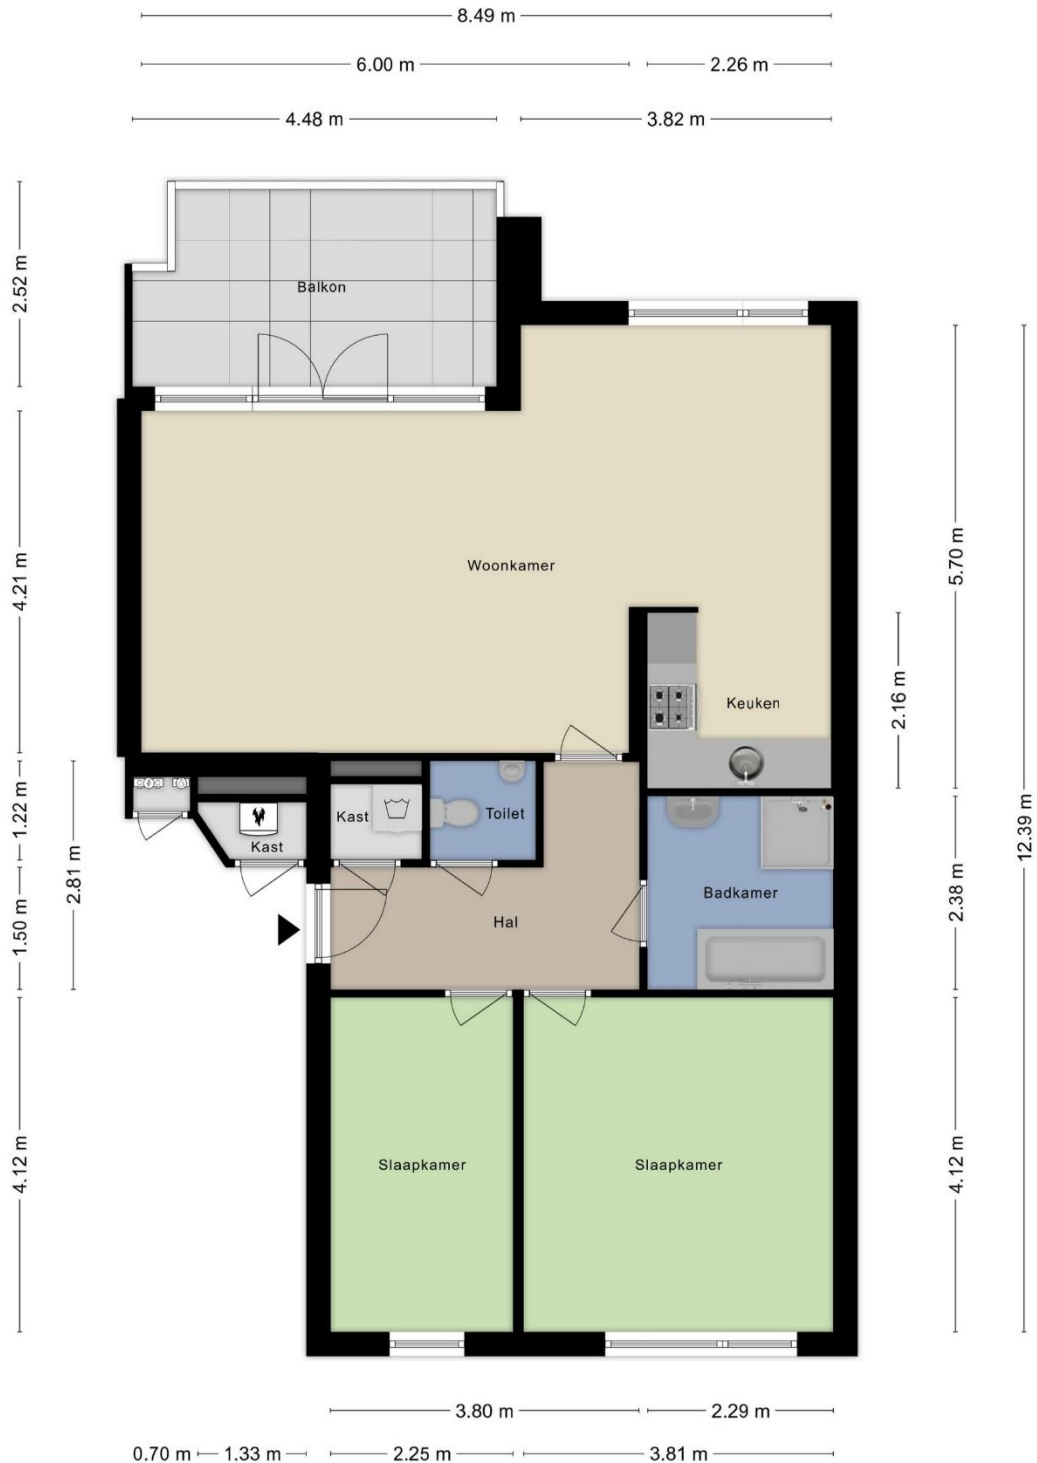 8.49 m
6.00 m
2.26 m
4.48 m
3.82 m
2.52 m
Balkon
4.21 m
Woonkamer
5.70 m
12.39 m
2.16 m
Keuken
1.22 m
2.81 m
1.50 m
Kast
Kast
Toilet
Hal
Badkamer
2.38 m
4.12 m
Slaapkamer
Slaapkamer
4.12 m
3.80 m
2.29 m
0.70 m
1.33 m
2.25 m
3.81 m